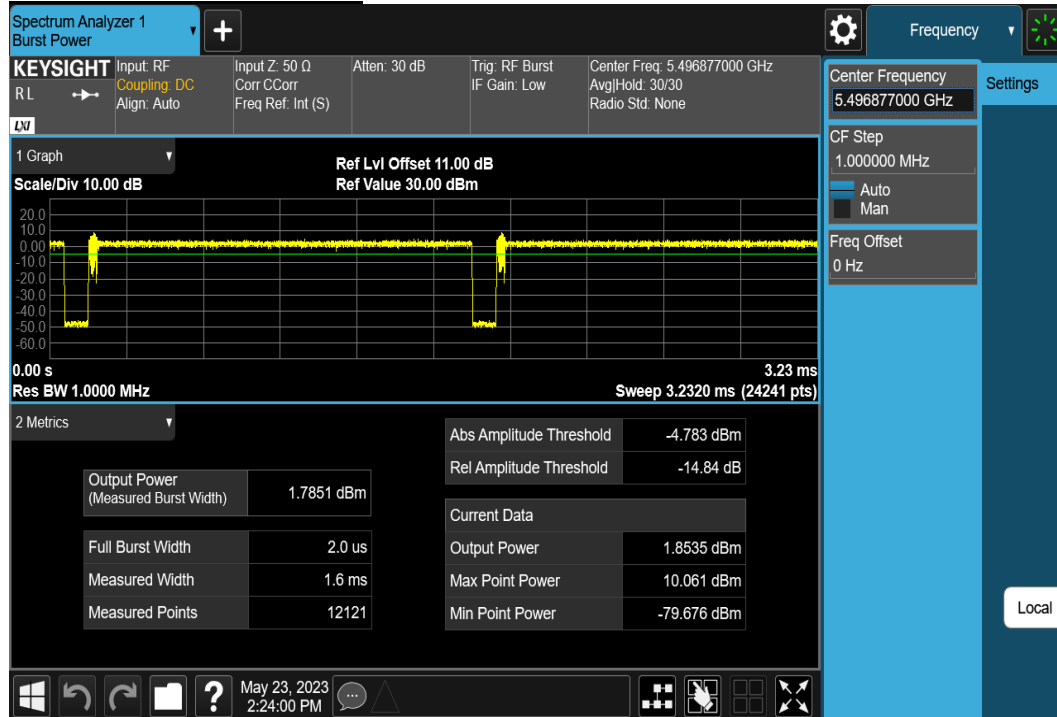 Spectrum Analyzer 1
Burst Power
Frequency
KEYSIGHT
RL
LXI
Input: RF
Coupling: DC
Align: Auto
Input Z: 50 Ω
Corr CCorr
Freq Ref: Int (S)
Atten: 30 dB
Trig: RF Burst
IF Gain: Low
Center Freq: 5.496877000 GHz
Avg|Hold: 30/30
Radio Std: None
Center Frequency
5.496877000 GHz
Settings
CF Step
1.000000 MHz
Auto
Man
Freq Offset
0 Hz
1 Graph
Scale/Div 10.00 dB
Ref Lvl Offset 11.00 dB
Ref Value 30.00 dBm
20.0
10.0
0.00
-10.0
-20.0
-30.0
-40.0
-50.0
-60.0
0.00 s
3.23 ms
Res BW 1.0000 MHz
Sweep 3.2320 ms (24241 pts)
2 Metrics
Output Power
(Measured Burst Width)
1.7851 dBm
Full Burst Width 2.0 us
Measured Width 1.6 ms
Measured Points 12121
Abs Amplitude Threshold -4.783 dBm
Rel Amplitude Threshold -14.84 dB
Current Data
Output Power 1.8535 dBm
Max Point Power 10.061 dBm
Min Point Power -79.676 dBm
Local
?
May 23, 2023
2:24:00 PM